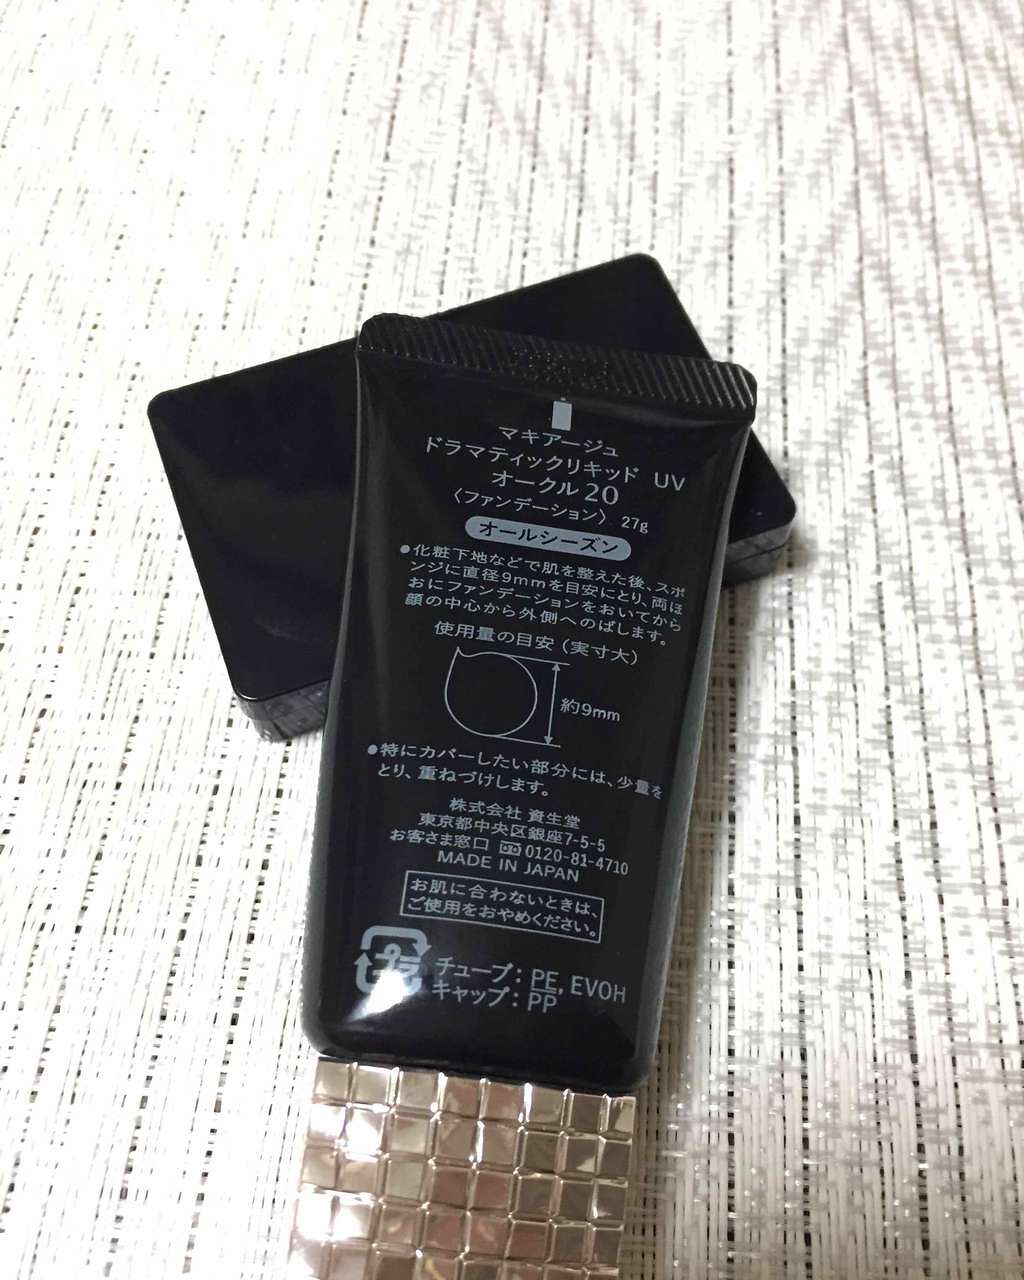 マキアージュ
ドラマティックリキッド UV
オークル20
〈ファンデーション〉 27g
オールシーズン
●化粧下地などで肌を整えた後、スポ
ンジに直径9mmを目安にとり、両ほ
おにファンデーションをおいてから
顔の中心から外側へのばします。
使用量の目安(実寸大)
約9mm
●特にカバーしたい部分には、少量を
とり、重ねづけします。
株式会社 資生堂
東京都中央区銀座7-5-5
お客さま窓口 0120-81-4710
MADE IN JAPAN
お肌に合わないときは、
ご使用をおやめください。
プラ
チューブ:PE, EVOH
キャップ:PP